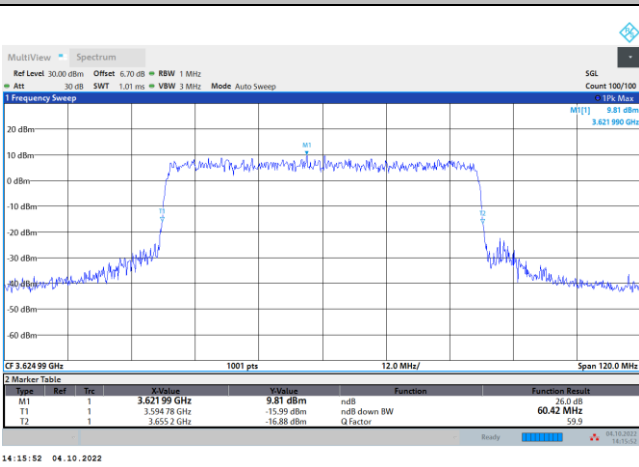 MultiView Spectrum
Ref Level 30.00 dBm Offset 6.70 dB RBW 1 MHz SGL
Att 30 dB SWT 1.01 ms VBW 3 MHz Mode Auto Sweep Count 100/100
1 Frequency Sweep 1Pk Max
M1[1] 9.81 dBm
3.621 990 GHz
20 dBm
M1
10 dBm
0 dBm
-10 dBm
T1 T2
-20 dBm
-30 dBm
-40 dBm
-50 dBm
-60 dBm
CF 3.624 99 GHz 1001 pts 12.0 MHz/ Span 120.0 MHz
2 Marker Table
Type Ref Trc X-Value Y-Value Function Function Result
M1 1 3.621 99 GHz 9.81 dBm ndB 26.0 dB
T1 1 3.594 78 GHz -15.99 dBm ndB down BW 60.42 MHz
T2 1 3.655 2 GHz -16.88 dBm Q Factor 59.9
Ready 04.10.2022
14:15:52
14:15:52 04.10.2022